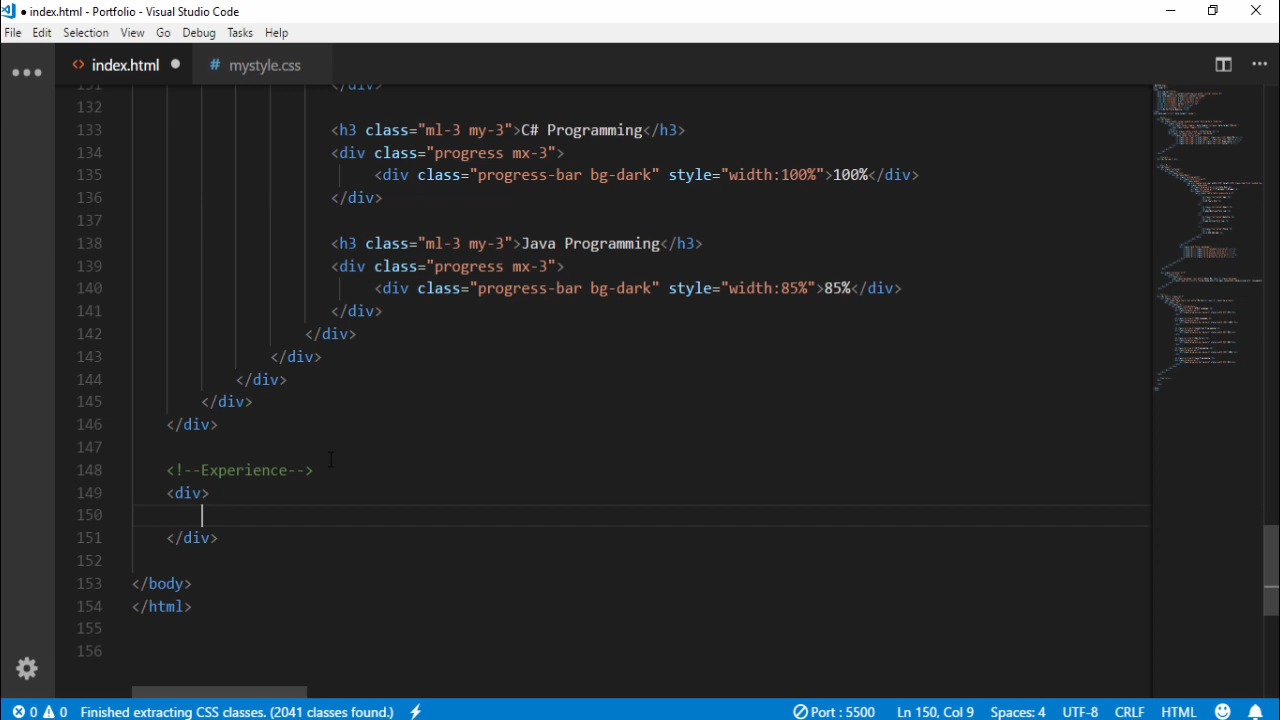 ● index.html - Portfolio - Visual Studio Code
File Edit Selection View Go Debug Tasks Help
index.html ● # mystyle.css
131 </div>
132
133 <h3 class="ml-3 my-3">C# Programming</h3>
134 <div class="progress mx-3">
135 <div class="progress-bar bg-dark" style="width:100%">100%</div>
136 </div>
137
138 <h3 class="ml-3 my-3">Java Programming</h3>
139 <div class="progress mx-3">
140 <div class="progress-bar bg-dark" style="width:85%">85%</div>
141 </div>
142 </div>
143 </div>
144 </div>
145 </div>
146 </div>
147
148 <!--Experience-->
149 <div>
150
151 </div>
152
153 </body>
154 </html>
155
156
0 0 Finished extracting CSS classes. (2041 classes found.) Port : 5500 Ln 150, Col 9 Spaces: 4 UTF-8 CRLF HTML